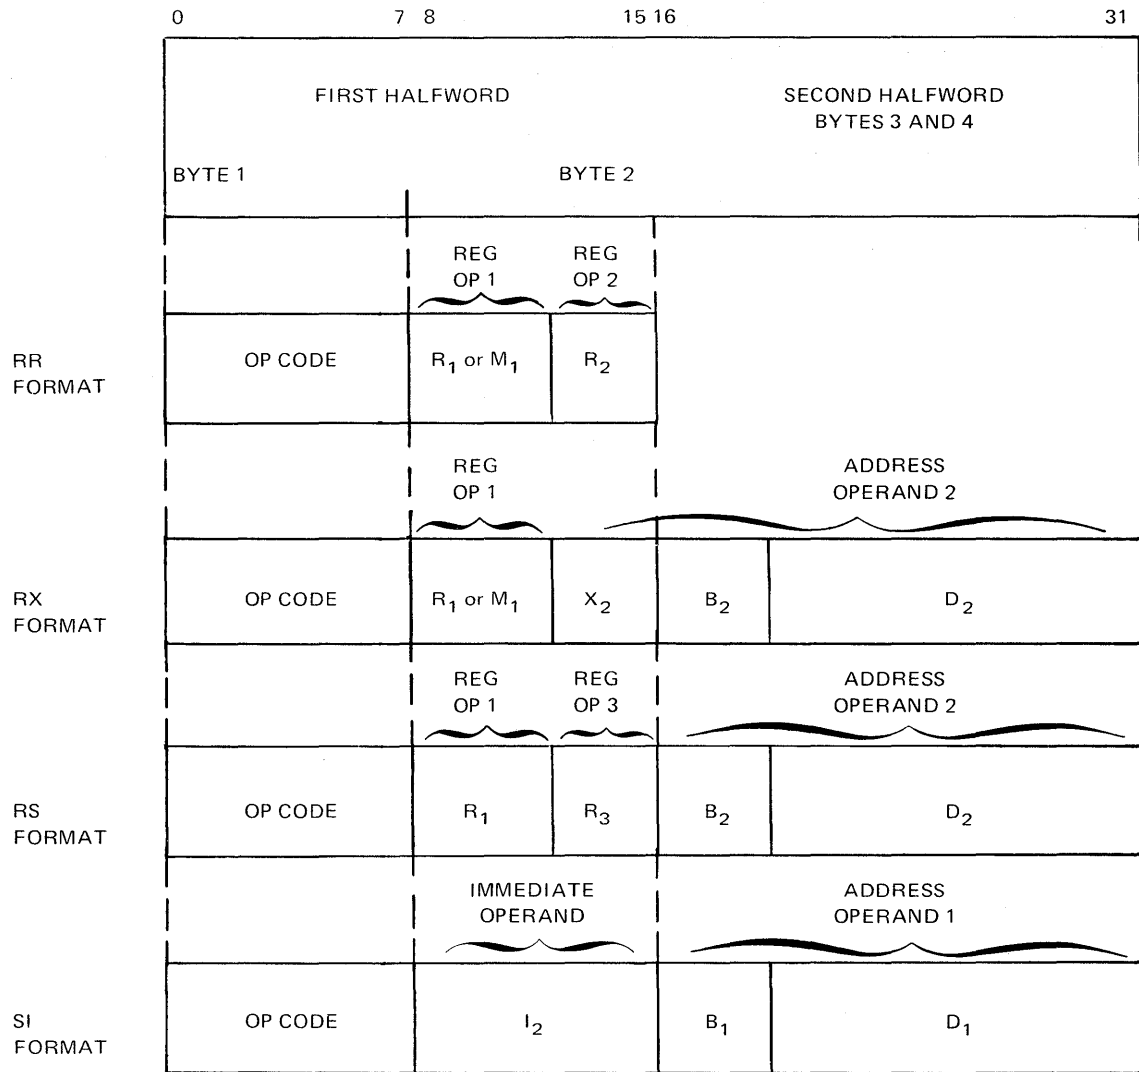 0 7 8 15 16 31
FIRST HALFWORD SECOND HALFWORD
BYTES 3 AND 4
BYTE 1 BYTE 2
REG REG
OP 1 OP 2
RR FORMAT OP CODE R1 or M1 R2
REG ADDRESS
OP 1 OPERAND 2
RX FORMAT OP CODE R1 or M1 X2 B2 D2
REG REG ADDRESS
OP 1 OP 3 OPERAND 2
RS FORMAT OP CODE R1 R3 B2 D2
IMMEDIATE ADDRESS
OPERAND OPERAND 1
SI FORMAT OP CODE I2 B1 D1